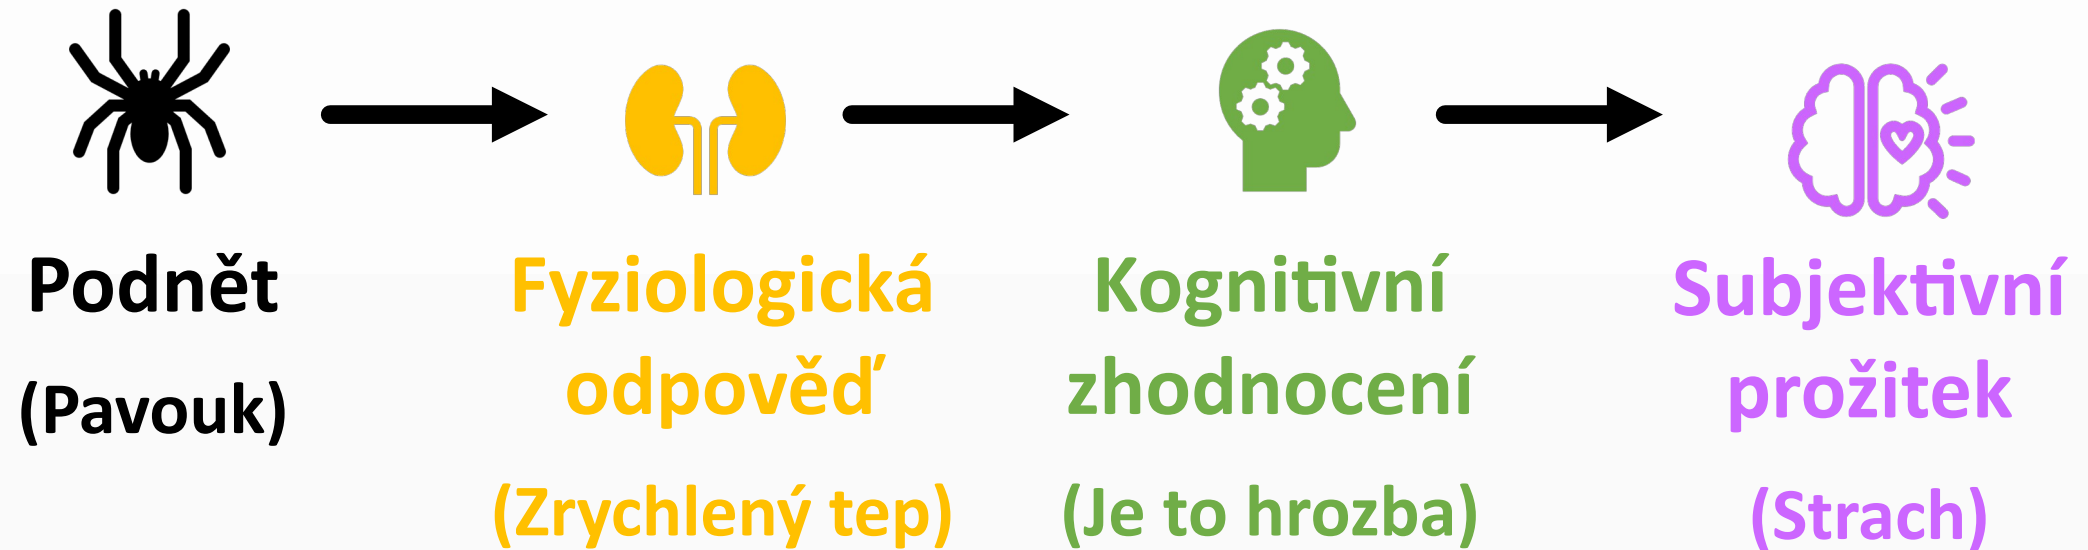 Podnět
(Pavouk)
Fyziologická
odpověď
(Zrychlený tep)
Kognitivní
zhodnocení
(Je to hrozba)
Subjektivní
prožitek
(Strach)